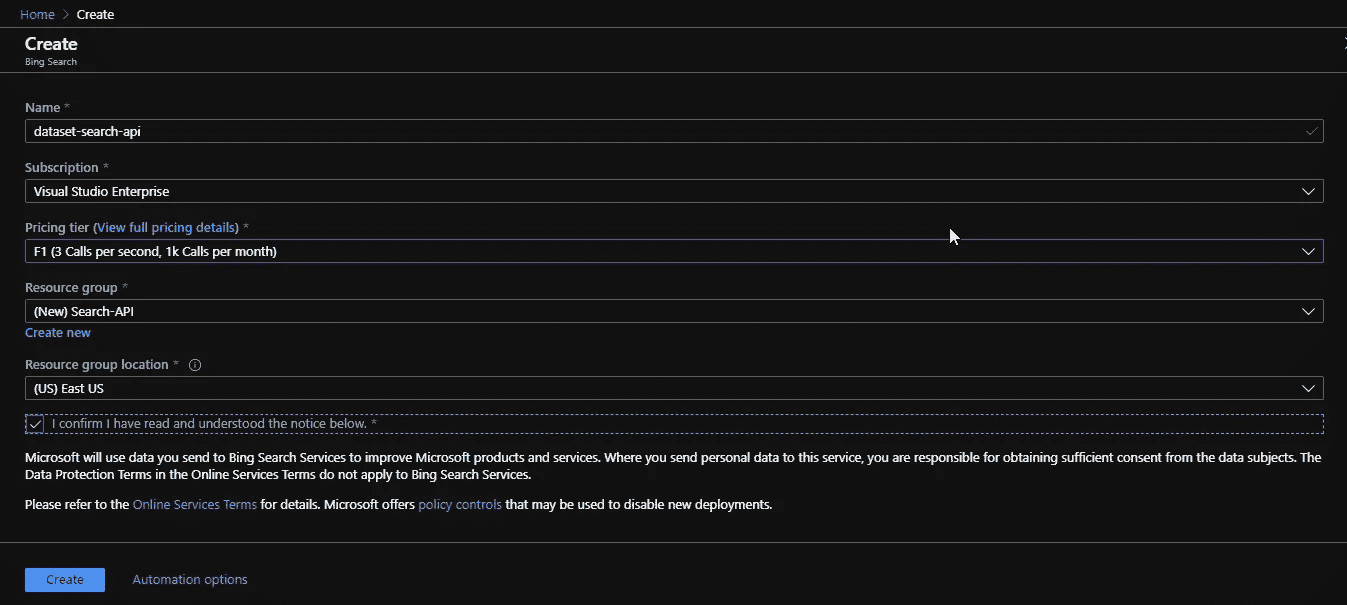 Home > Create
Create
Bing Search
Name *
dataset-search-api
Subscription *
Visual Studio Enterprise
Pricing tier (View full pricing details) *
F1 (3 Calls per second, 1k Calls per month)
Resource group *
(New) Search-API
Create new
Resource group location *
(US) East US
I confirm I have read and understood the notice below. *
Microsoft will use data you send to Bing Search Services to improve Microsoft products and services. Where you send personal data to this service, you are responsible for obtaining sufficient consent from the data subjects. The
Data Protection Terms in the Online Services Terms do not apply to Bing Search Services.
Please refer to the Online Services Terms for details. Microsoft offers policy controls that may be used to disable new deployments.
Create Automation options